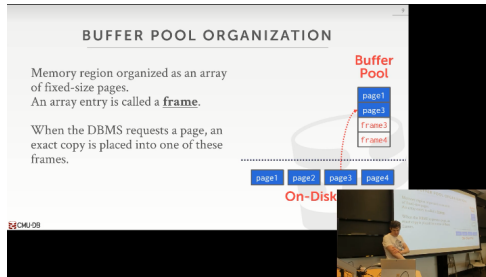 BUFFER POOL ORGANIZATION
Memory region organized as an array
of fixed-size pages.
An array entry is called a frame.
When the DBMS requests a page, an
exact copy is placed into one of these
frames.
Buffer
Pool
page1
page3
frame3
frame4
page1 page2 page3 page4
On-Disk
CMU·DB